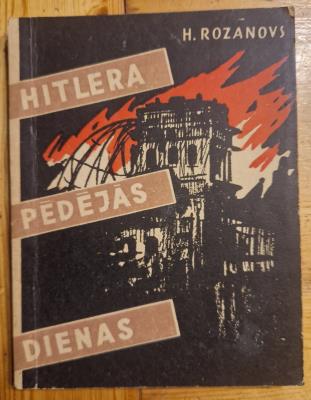 H. ROZANOVS
HITLERA
PĒDĒJĀS
DIENAS